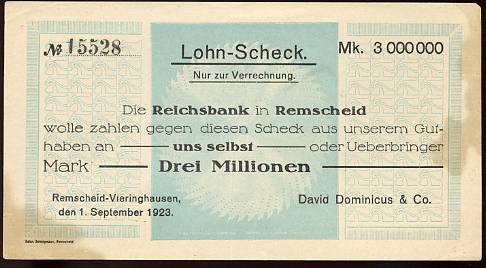 № 15528
Lohn-Scheck.
Mk. 3 000 000
Nur zur Verrechnung.
Die Reichsbank in Remscheid
wolle zahlen gegen diesen Scheck aus unserem Gut-
haben an — uns selbst — oder Ueberbringer
Mark — Drei Millionen —
Remscheid-Vieringhausen,
den 1. September 1923.
David Dominicus & Co.
Remscheid